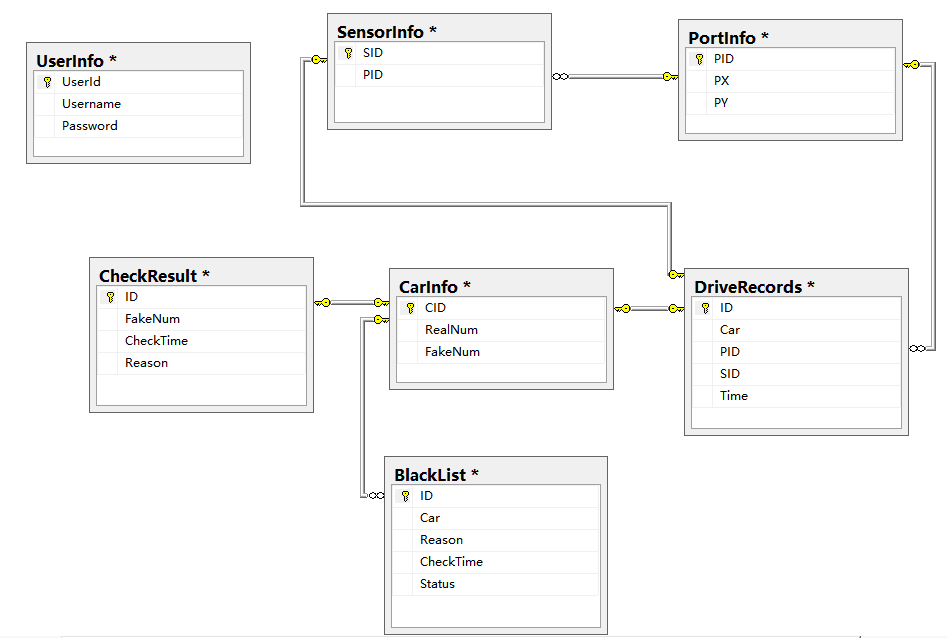 UserInfo *
UserId
Username
Password
SensorInfo *
SID
PID
PortInfo *
PID
PX
PY
CheckResult *
ID
FakeNum
CheckTime
Reason
CarInfo *
CID
RealNum
FakeNum
DriveRecords *
ID
Car
PID
SID
Time
BlackList *
ID
Car
Reason
CheckTime
Status